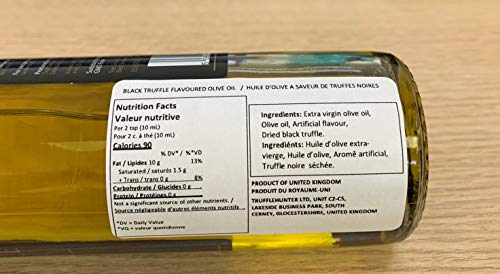 BLACK TRUFFLE FLAVOURED OLIVE OIL / HUILE D'OLIVE A SAVEUR DE TRUFFES NOIRES
Nutrition Facts
Valeur nutritive
Per 2 tsp (10 mL)
Pour 2 c. à thé (10 mL)
Calories 90
% DV* / %*VD
Fat / Lipides 10 g 13%
Saturated / saturés 1.5 g
+ Trans / trans 0 g 8%
Carbohydrate / Glucides 0 g
Protein / Protéines 0 g
Not a significant source of other nutrients. /
Source négligeable d'autres éléments nutritifs
*DV = Daily Value
*VQ = valeur quotidienne
Ingredients: Extra virgin olive oil,
Olive oil, Artificial flavour,
Dried black truffle.
Ingrediénts: Huile d'olive extra-
vierge, Huile d'olive, Aromê artificial,
Truffle noire séchée.
PRODUCT OF UNITED KINGDOM
PRODUIT DU ROYAUME-UNI
TRUFFLEHUNTER LTD, UNIT C2-C5,
LAKESIDE BUSINESS PARK, SOUTH
CERNEY, GLOUCESTERSHIRE, UNITED KINGDOM